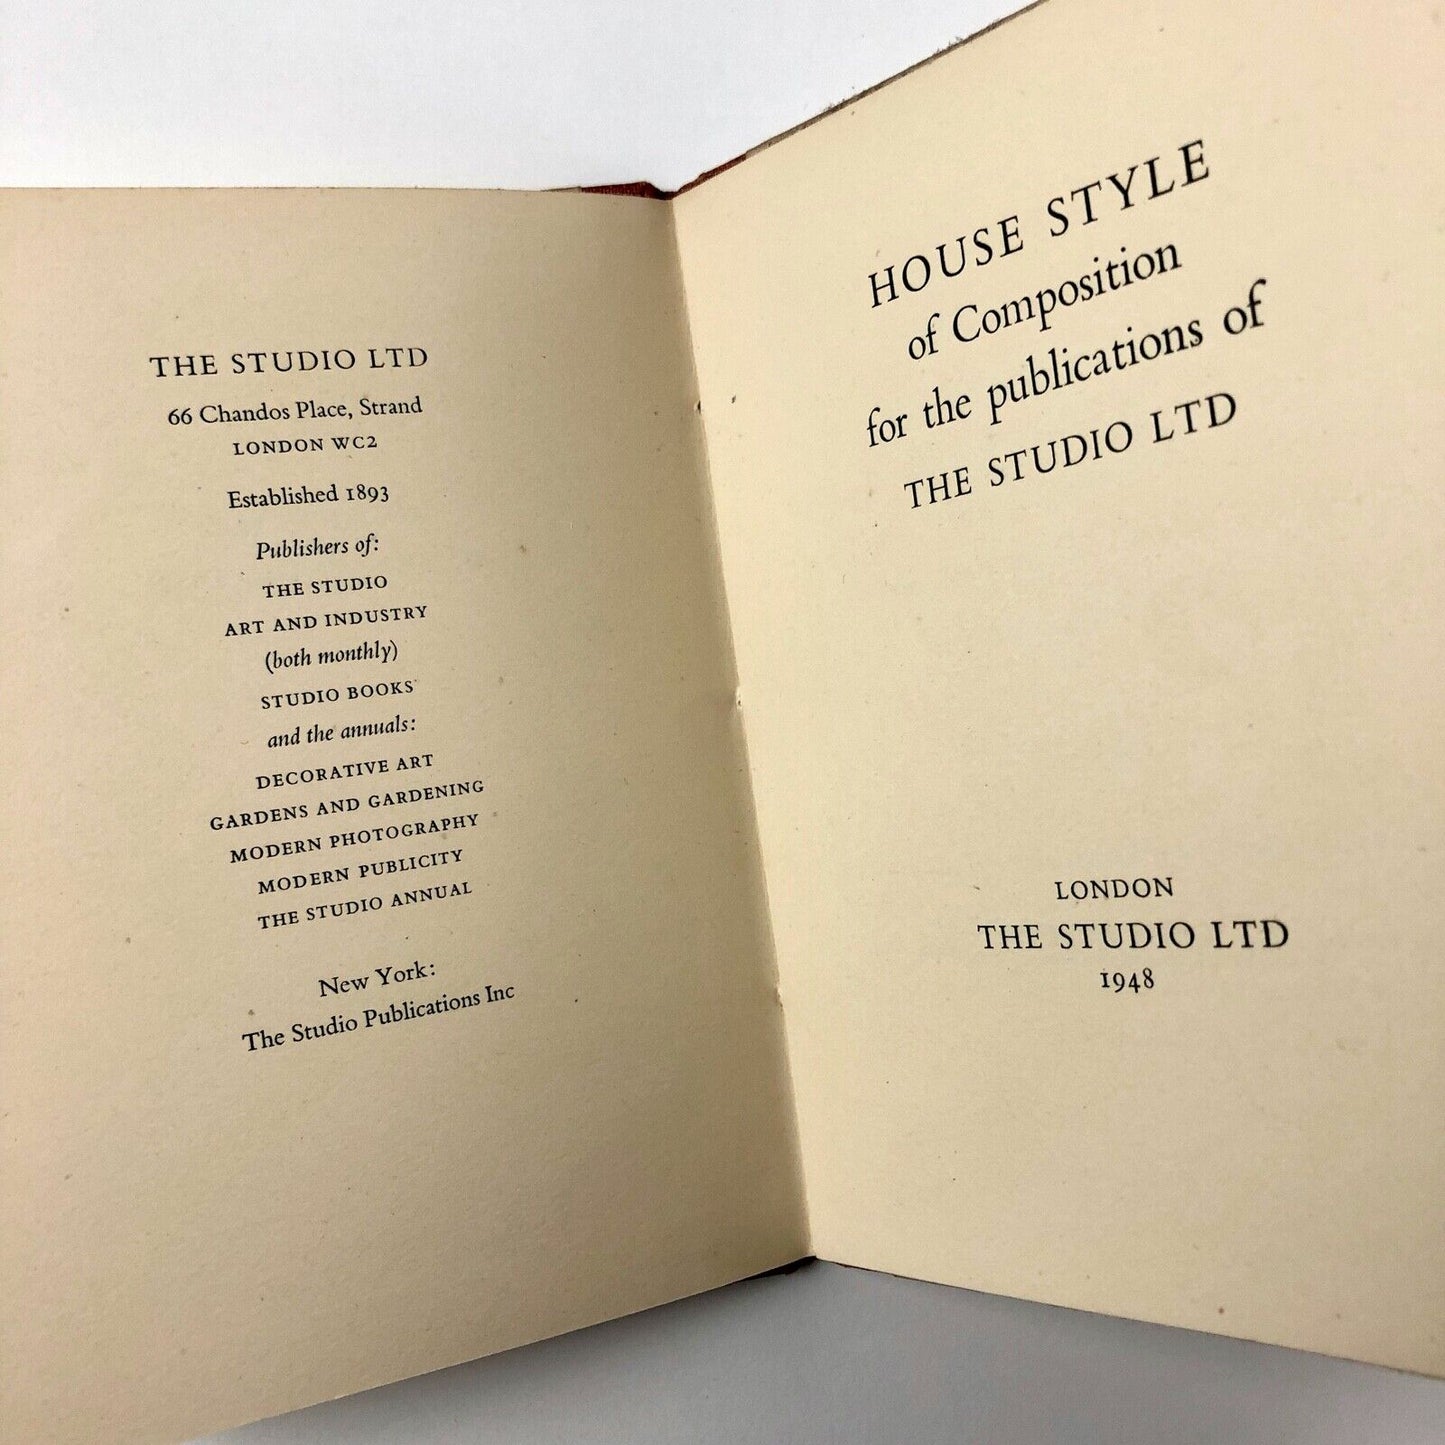 THE STUDIO LTD
66 Chandos Place, Strand
LONDON WC2
Established 1893
Publishers of:
THE STUDIO
ART AND INDUSTRY
(both monthly)
STUDIO BOOKS
and the annuals:
DECORATIVE ART
GARDENS AND GARDENING
MODERN PHOTOGRAPHY
MODERN PUBLICITY
THE STUDIO ANNUAL
New York:
The Studio Publications Inc
HOUSE STYLE
of Composition
for the publications of
THE STUDIO LTD
LONDON
THE STUDIO LTD
1948